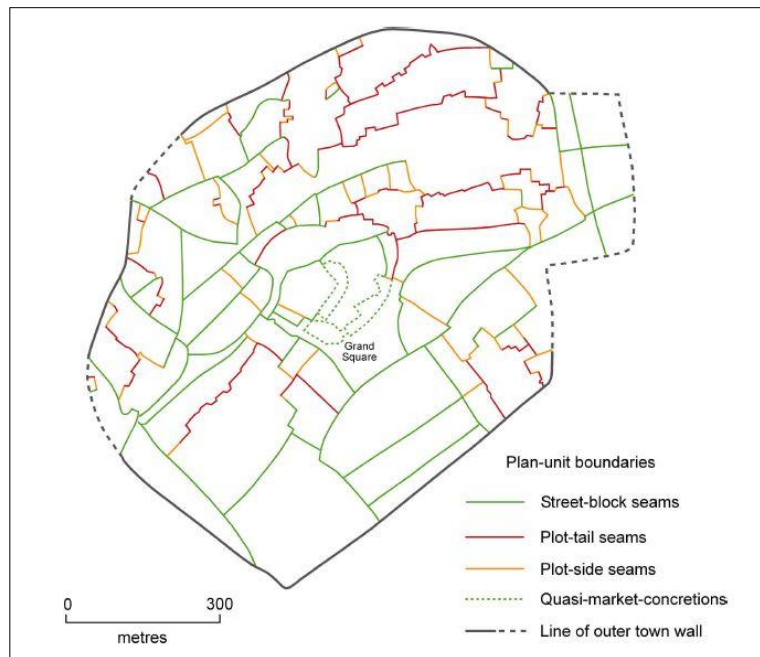 Grand
Square
Plan-unit boundaries
Street-block seams
Plot-tail seams
Plot-side seams
Quasi-market-concretions
Line of outer town wall
0 300
metres